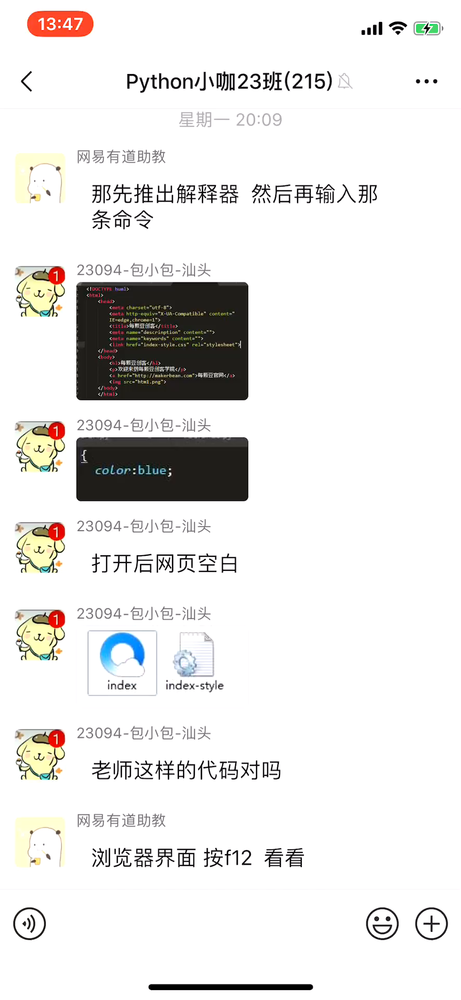 13:47
Python小咖23班(215)
星期一 20:09
网易有道助教
那先推出解释器 然后再输入那
条命令
23094-包小包-汕头
1
<!DOCTYPE huml>
<html>
<head>
<meta charset="utf-8">
<meta http-equiv="X-UA-Compatible" content="
IE=edge,chrome=1">
<title>每颗豆创客</title>
<meta name="descrinption" content="">
<meta name="keywords" content="">
<link href="index-style.css" rel="stylesheet">
</head>
<body>
<hl>每颗豆创客</hl>
<p>欢迎来到每颗豆创客学院</p>
<a href="http://makerbean.com">每颗豆官网</a>
<img src="html.png">
</body>
</html>
23094-包小包-汕头
1
{
color:blue;
23094-包小包-汕头
1
打开后网页空白
23094-包小包-汕头
1
index index-style
23094-包小包-汕头
1
老师这样的代码对吗
网易有道助教
浏览器界面 按f12 看看